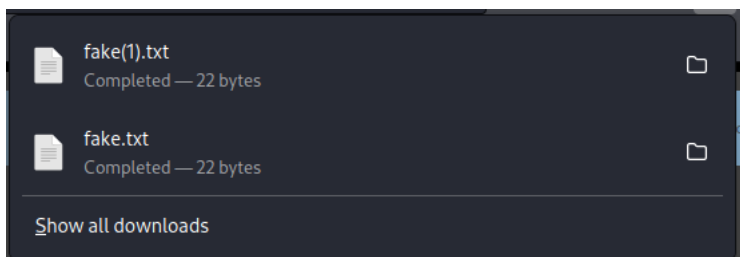 fake(1).txt
Completed — 22 bytes
fake.txt
Completed — 22 bytes
Show all downloads